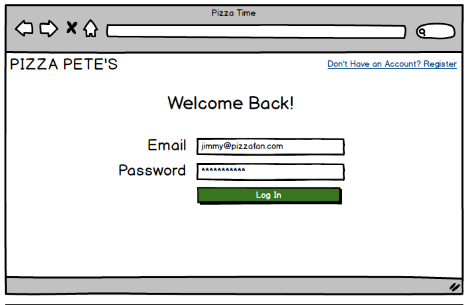 Pizza Time
PIZZA PETE'S
Don't Have an Account? Register
Welcome Back!
Email
jimmy@pizzafan.com
Password
***********
Log In